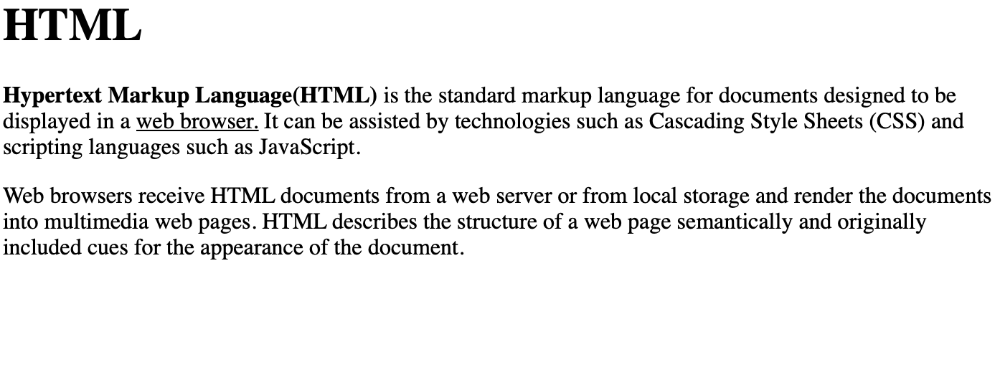 HTML
Hypertext Markup Language(HTML) is the standard markup language for documents designed to be
displayed in a web browser. It can be assisted by technologies such as Cascading Style Sheets (CSS) and
scripting languages such as JavaScript.
Web browsers receive HTML documents from a web server or from local storage and render the documents
into multimedia web pages. HTML describes the structure of a web page semantically and originally
included cues for the appearance of the document.